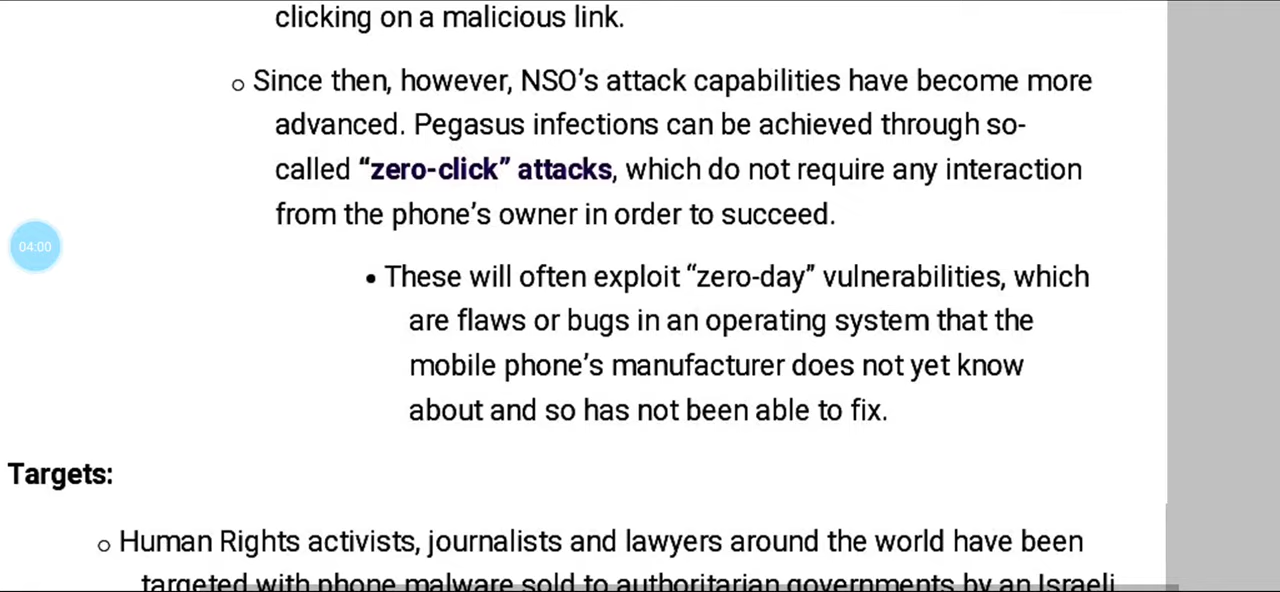 clicking on a malicious link.
o Since then, however, NSO’s attack capabilities have become more
advanced. Pegasus infections can be achieved through so-
called “zero-click” attacks, which do not require any interaction
from the phone’s owner in order to succeed.
04:00
• These will often exploit “zero-day” vulnerabilities, which
are flaws or bugs in an operating system that the
mobile phone’s manufacturer does not yet know
about and so has not been able to fix.
Targets:
o Human Rights activists, journalists and lawyers around the world have been
targeted with phone malware sold to authoritarian governments by an Israeli